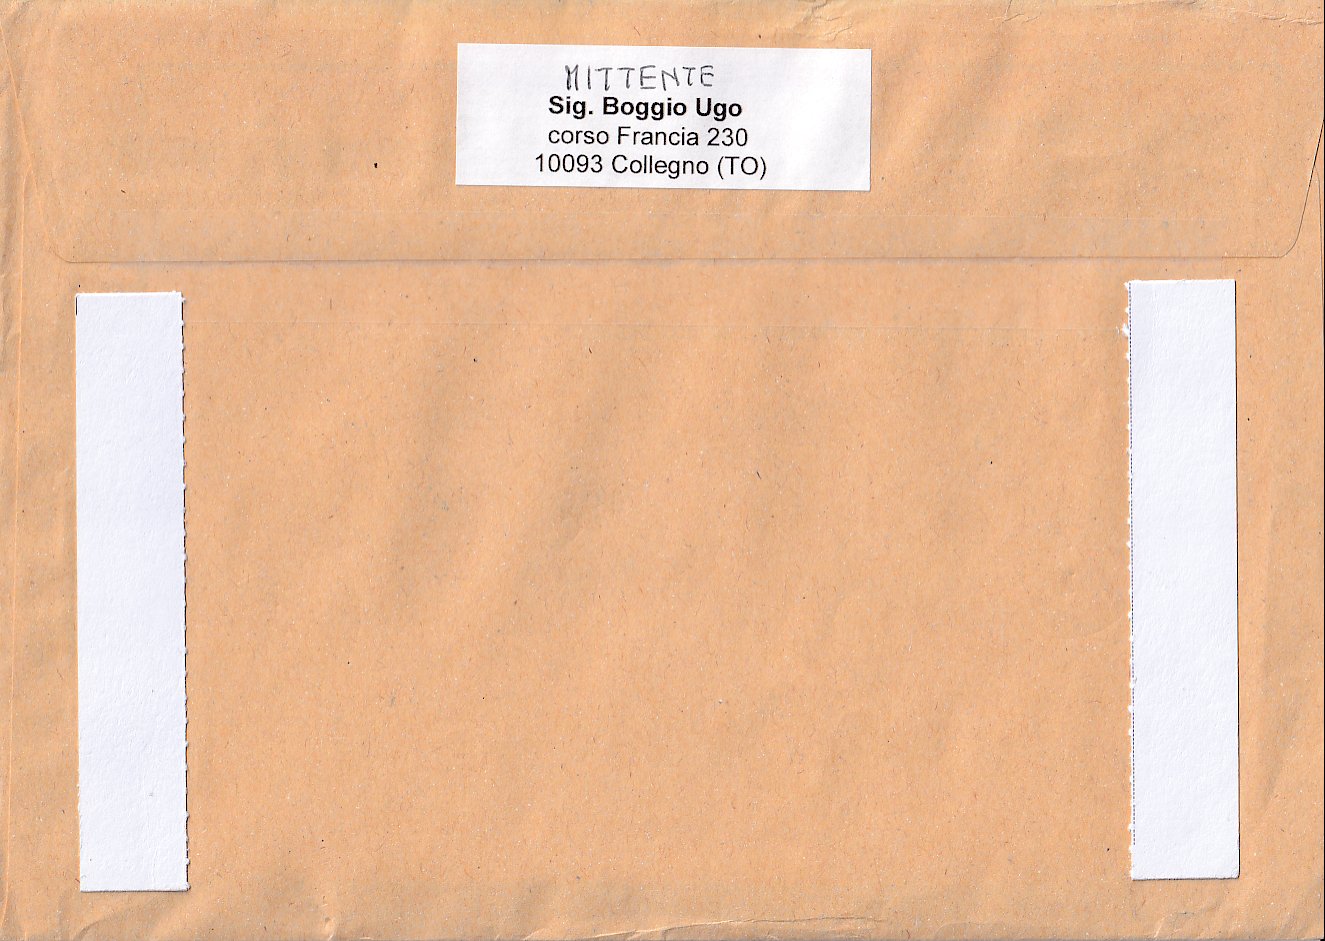 MITTENTE
Sig. Boggio Ugo
corso Francia 230
10093 Collegno (TO)